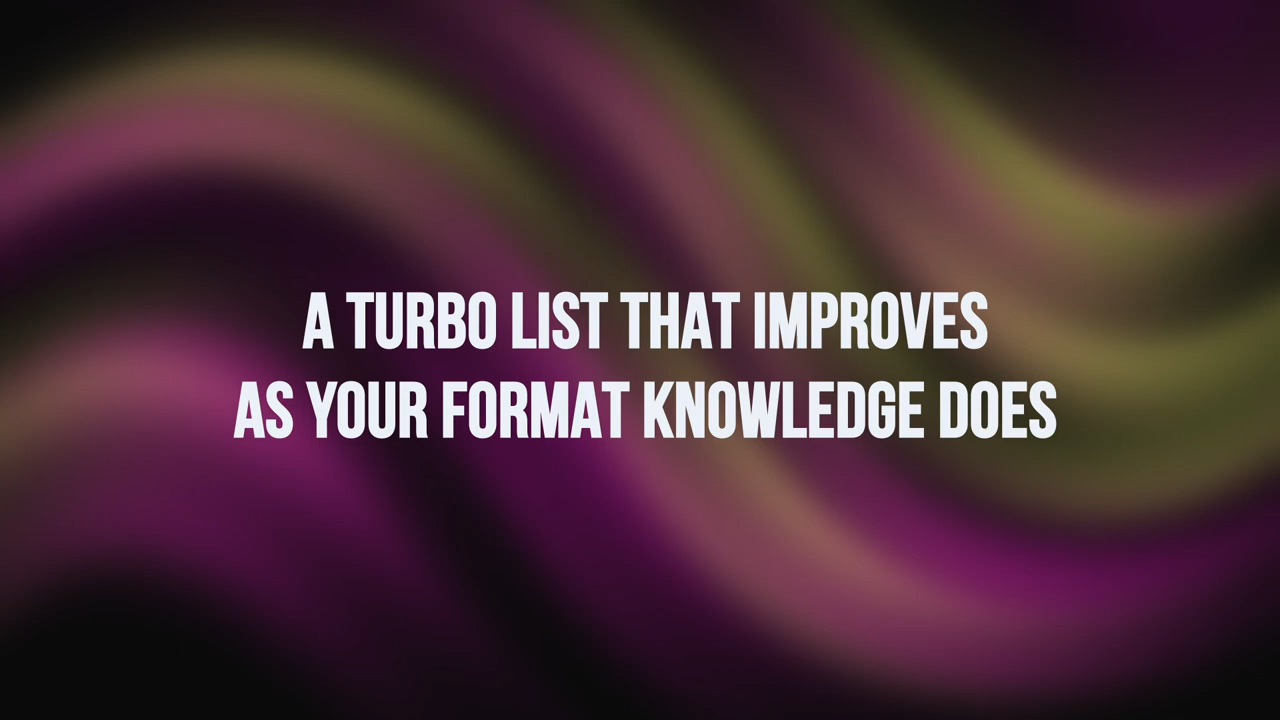 A TURBO LIST THAT IMPROVES
AS YOUR FORMAT KNOWLEDGE DOES